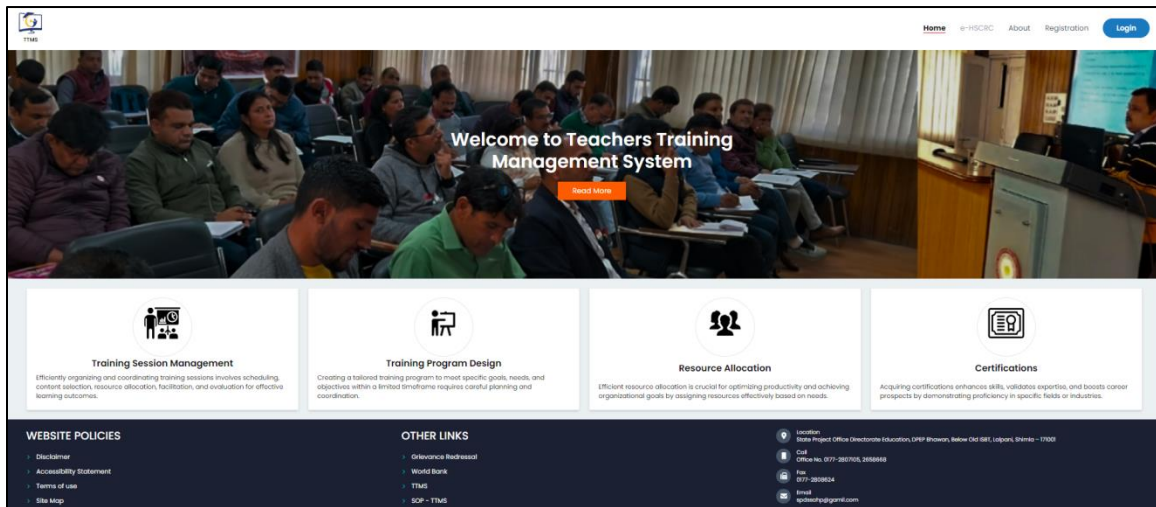 TTMS
Home e-HSCRC About Registration Login
Welcome to Teachers Training
Management System
Read More
Training Session Management
Efficiently organizing and coordinating training sessions involves scheduling,
content selection, resource allocation, facilitation, and evaluation for effective
learning outcomes.
Training Program Design
Creating a tailored training program to meet specific goals, needs, and
objectives within a limited timeframe requires careful planning and
coordination.
Resource Allocation
Efficient resource allocation is crucial for optimizing productivity and achieving
organizational goals by assigning resources effectively based on needs.
Certifications
Acquiring certifications enhances skills, validates expertise, and boosts career
prospects by demonstrating proficiency in specific fields or industries.
WEBSITE POLICIES
Disclaimer
Accessibility Statement
Terms of use
Site Map
OTHER LINKS
Grievance Redressal
World Bank
TTMS
SOP - TTMS
Location
State Project Office Directorate Education, DPEP Bhawan, Below Old ISBT, Lalpani, Shimla – 171001
Call
Office No. 0177-2807105, 2658668
Fax
0177-2808624
Email
spdssahp@gamil.com